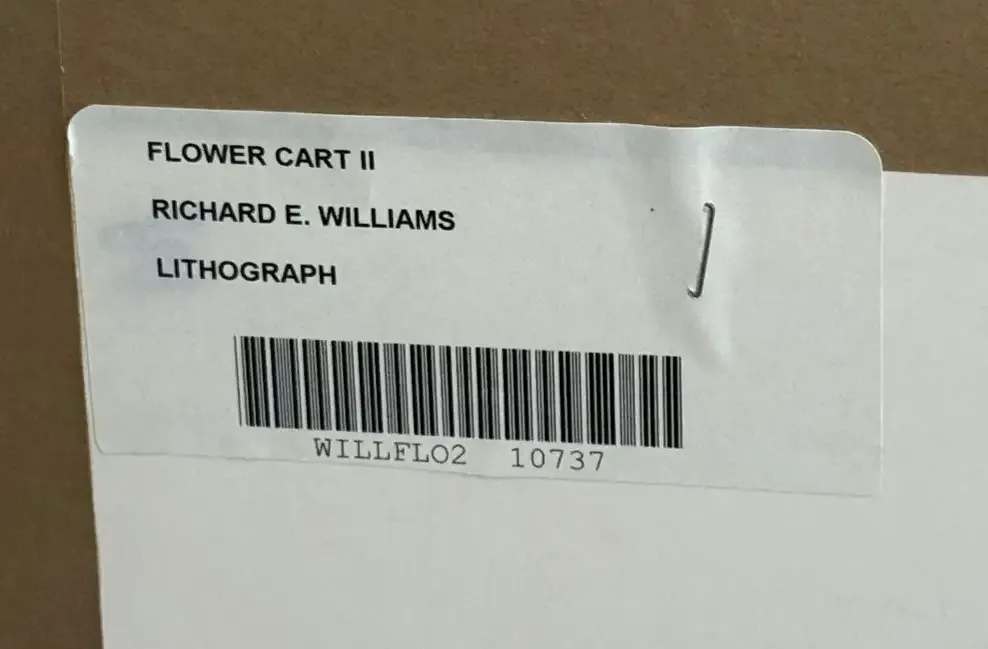 FLOWER CART II
RICHARD E. WILLIAMS
LITHOGRAPH
WILLFLO2 10737